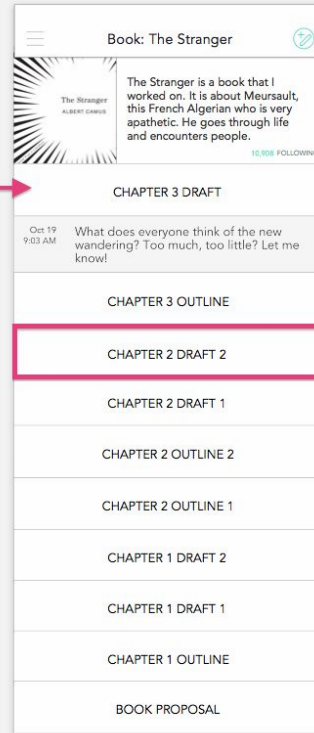 Book: The Stranger
The Stranger
ALBERT CAMUS
The Stranger is a book that I
worked on. It is about Meursault,
this French Algerian who is very
apathetic. He goes through life
and encounters people.
10,908 FOLLOWING
CHAPTER 3 DRAFT
Oct 19
9:03 AM
What does everyone think of the new
wandering? Too much, too little? Let me
know!
CHAPTER 3 OUTLINE
CHAPTER 2 DRAFT 2
CHAPTER 2 DRAFT 1
CHAPTER 2 OUTLINE 2
CHAPTER 2 OUTLINE 1
CHAPTER 1 DRAFT 2
CHAPTER 1 DRAFT 1
CHAPTER 1 OUTLINE
BOOK PROPOSAL